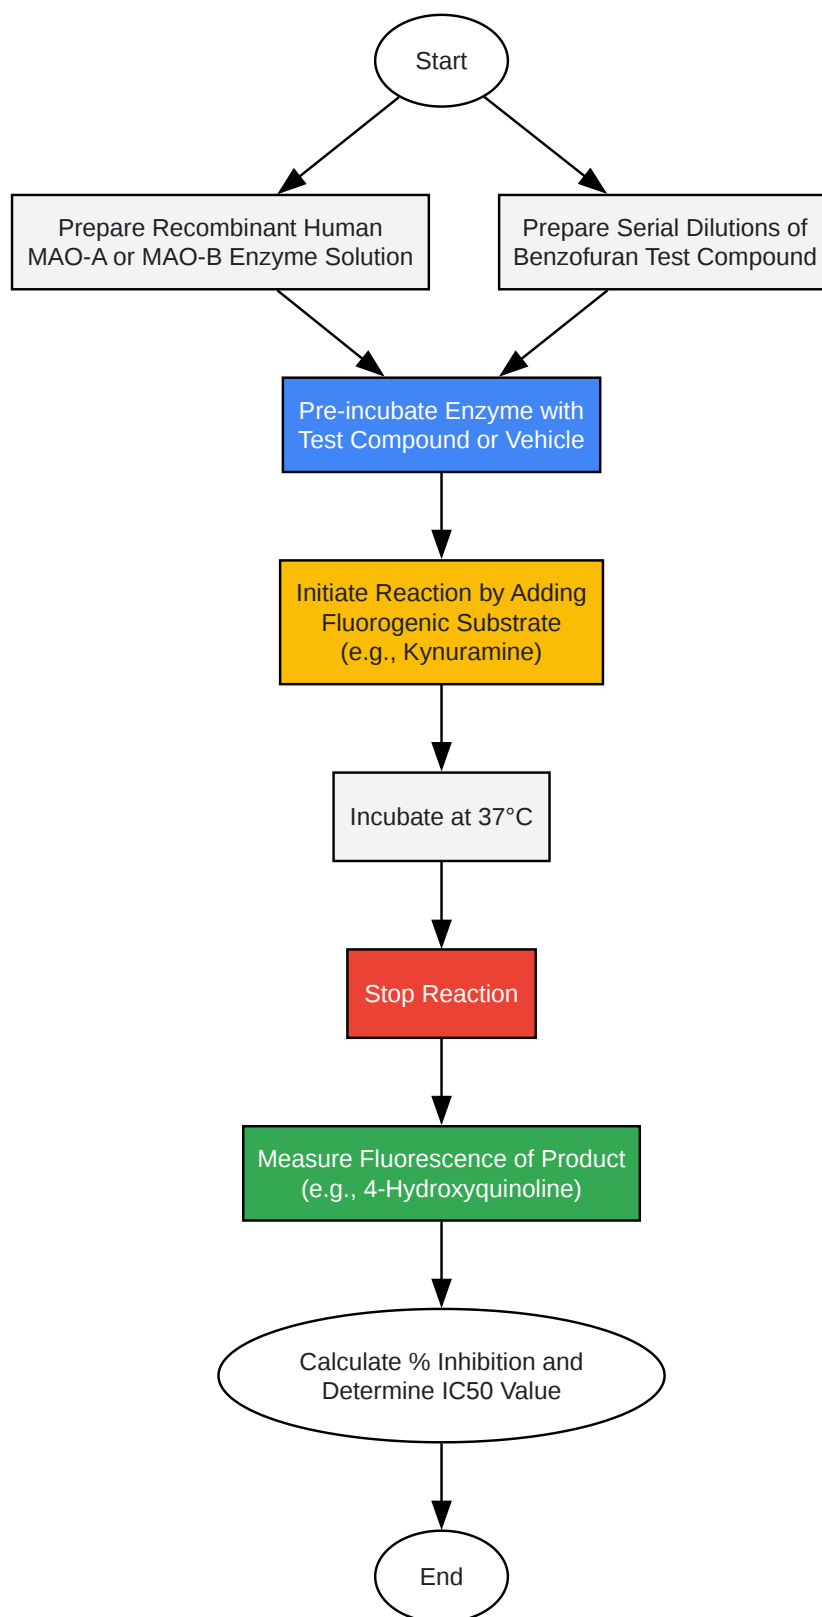 Start
Prepare Recombinant Human
MAO-A or MAO-B Enzyme Solution
Prepare Serial Dilutions of
Benzofuran Test Compound
Pre-incubate Enzyme with
Test Compound or Vehicle
Initiate Reaction by Adding
Fluorogenic Substrate
(e.g., Kynuramine)
Incubate at 37°C
Stop Reaction
Measure Fluorescence of Product
(e.g., 4-Hydroxyquinoline)
Calculate % Inhibition and
Determine IC50 Value
End